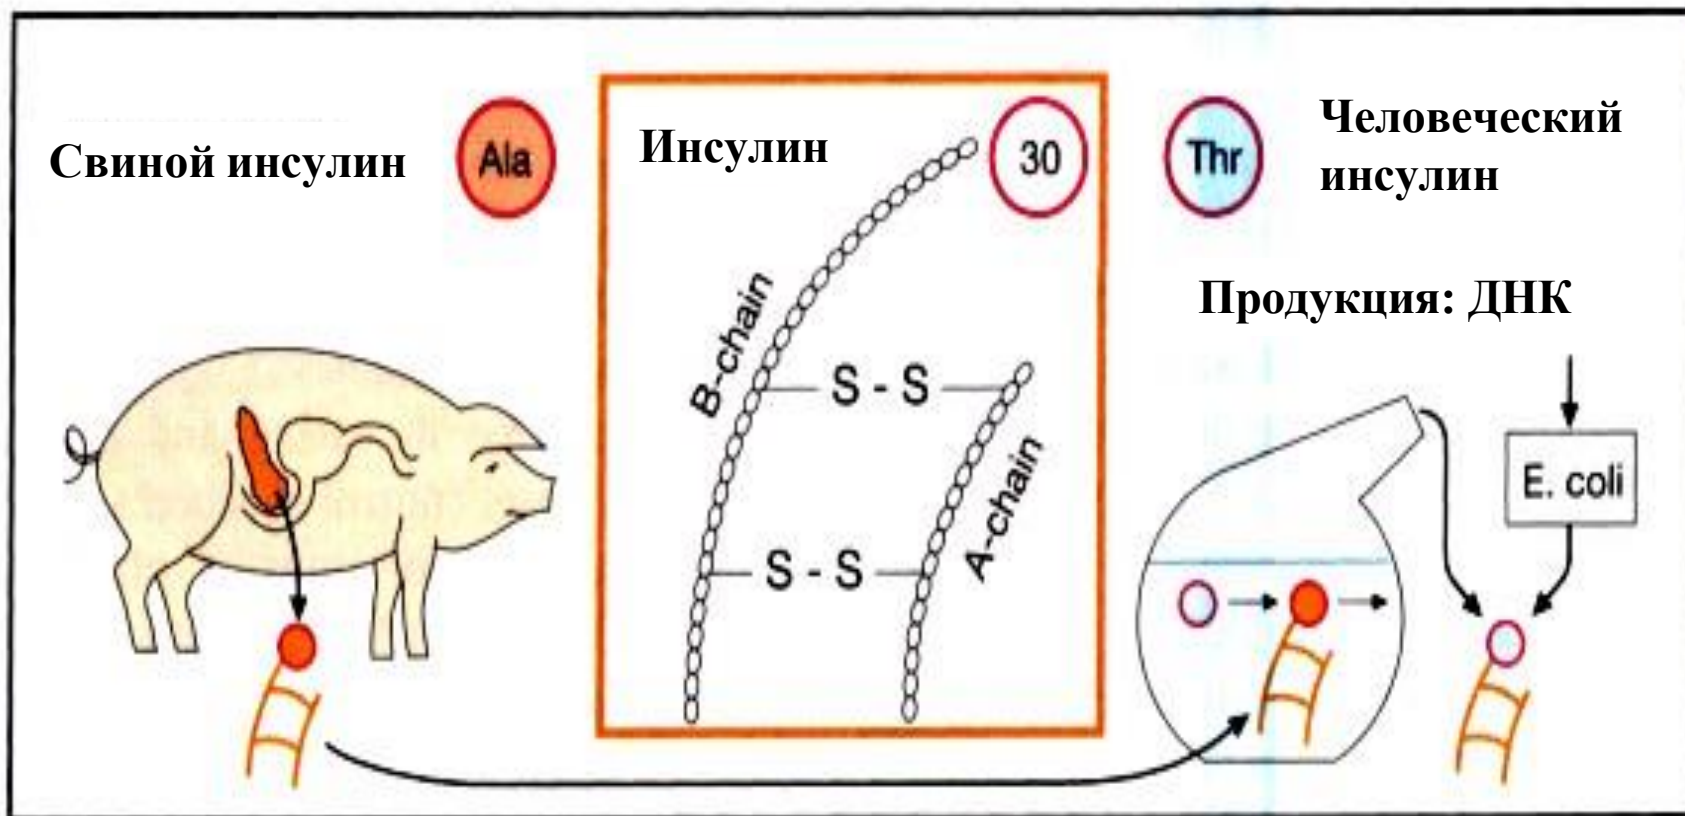 Свиной инсулин
Ala
Инсулин
30
Thr
Человеческий
инсулин
Продукция: ДНК
B-chain
S - S
A-chain
S - S
E. coli